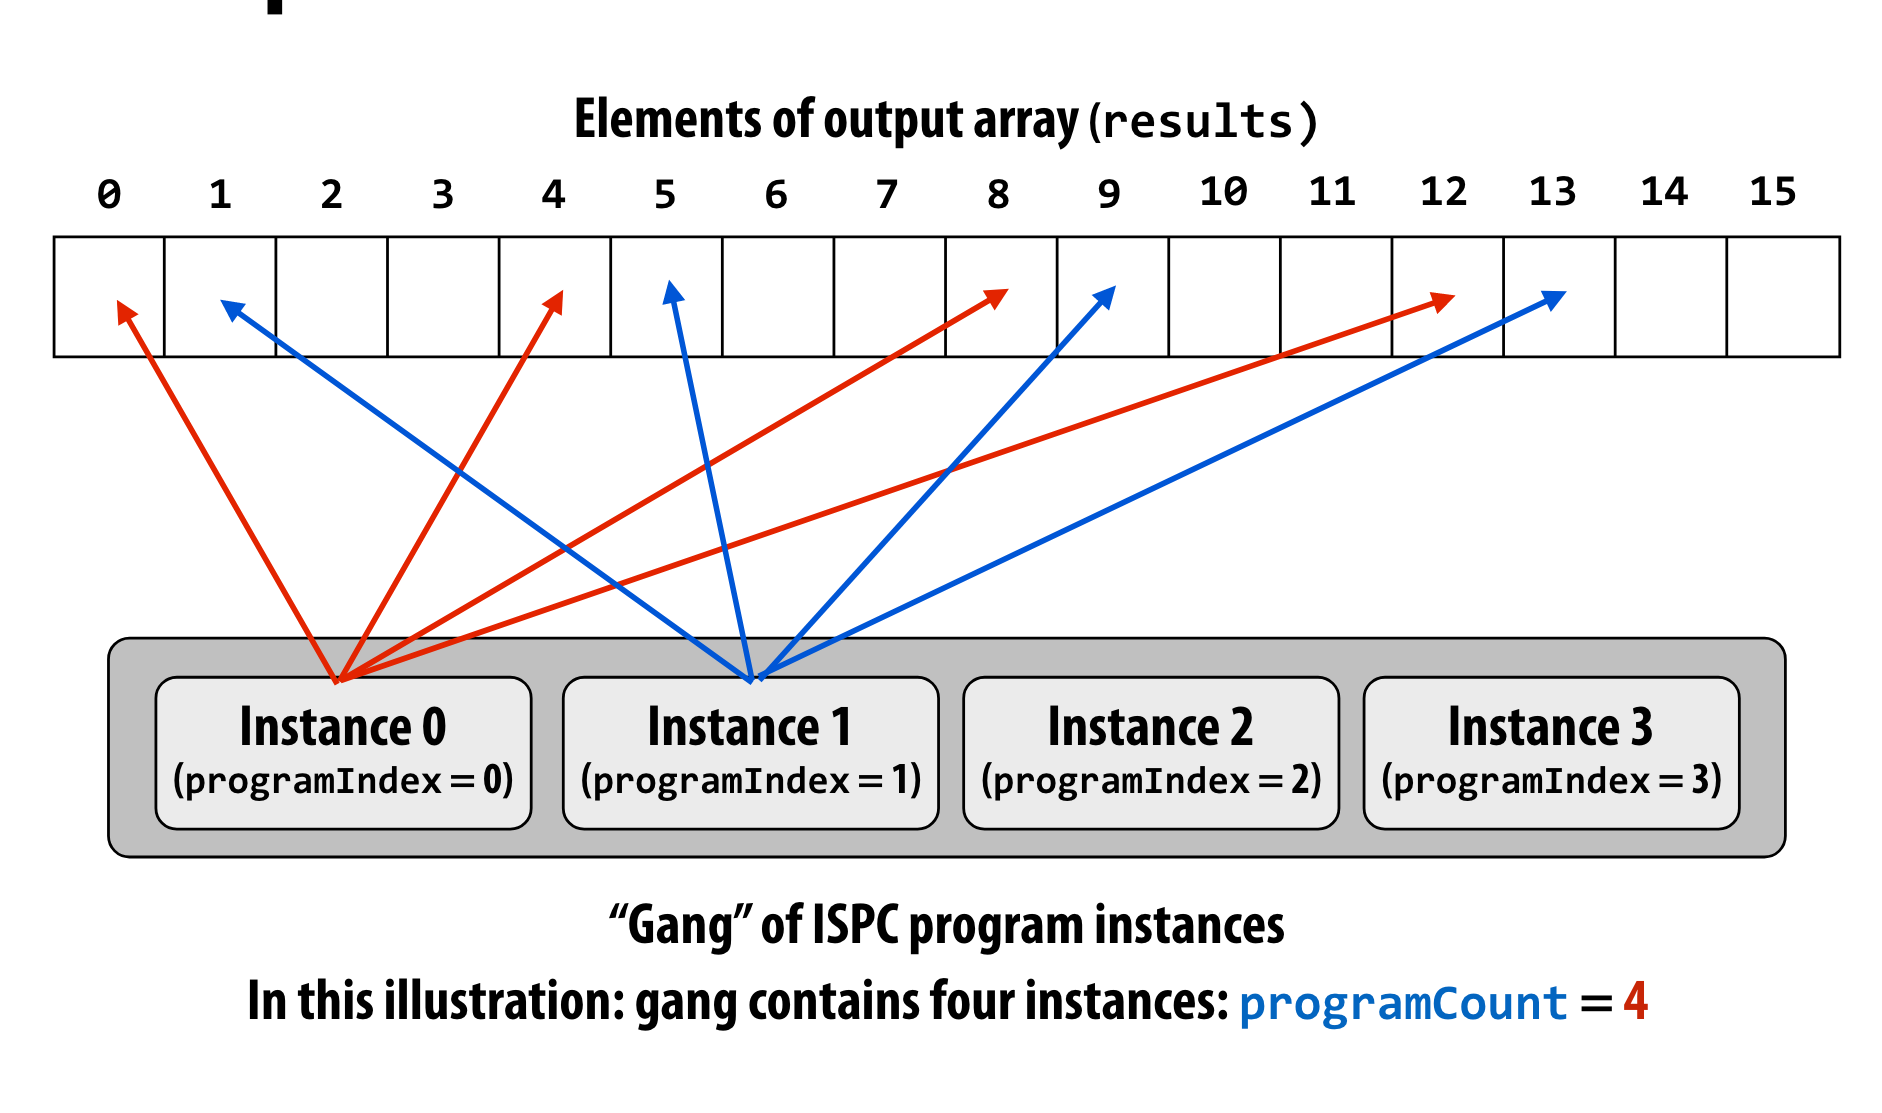 Elements of output array (results)
0 1 2 3 4 5 6 7 8 9 10 11 12 13 14 15
Instance 0
(programIndex = 0)
Instance 1
(programIndex = 1)
Instance 2
(programIndex = 2)
Instance 3
(programIndex = 3)
“Gang” of ISPC program instances
In this illustration: gang contains four instances: programCount = 4